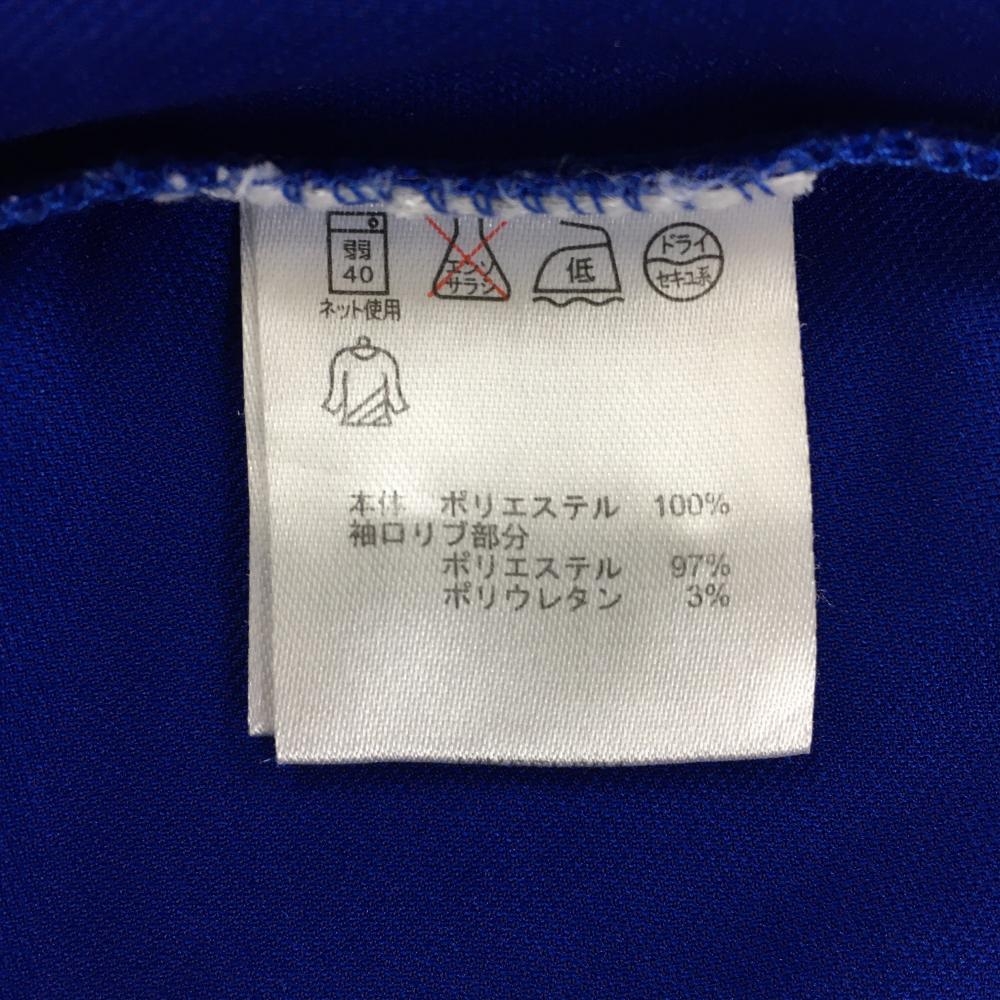 弱
40
ネット使用
エンソ
サラシ
低
ドライ
セキユ系
本体 ポリエステル 100%
袖口リブ部分
ポリエステル 97%
ポリウレタン 3%